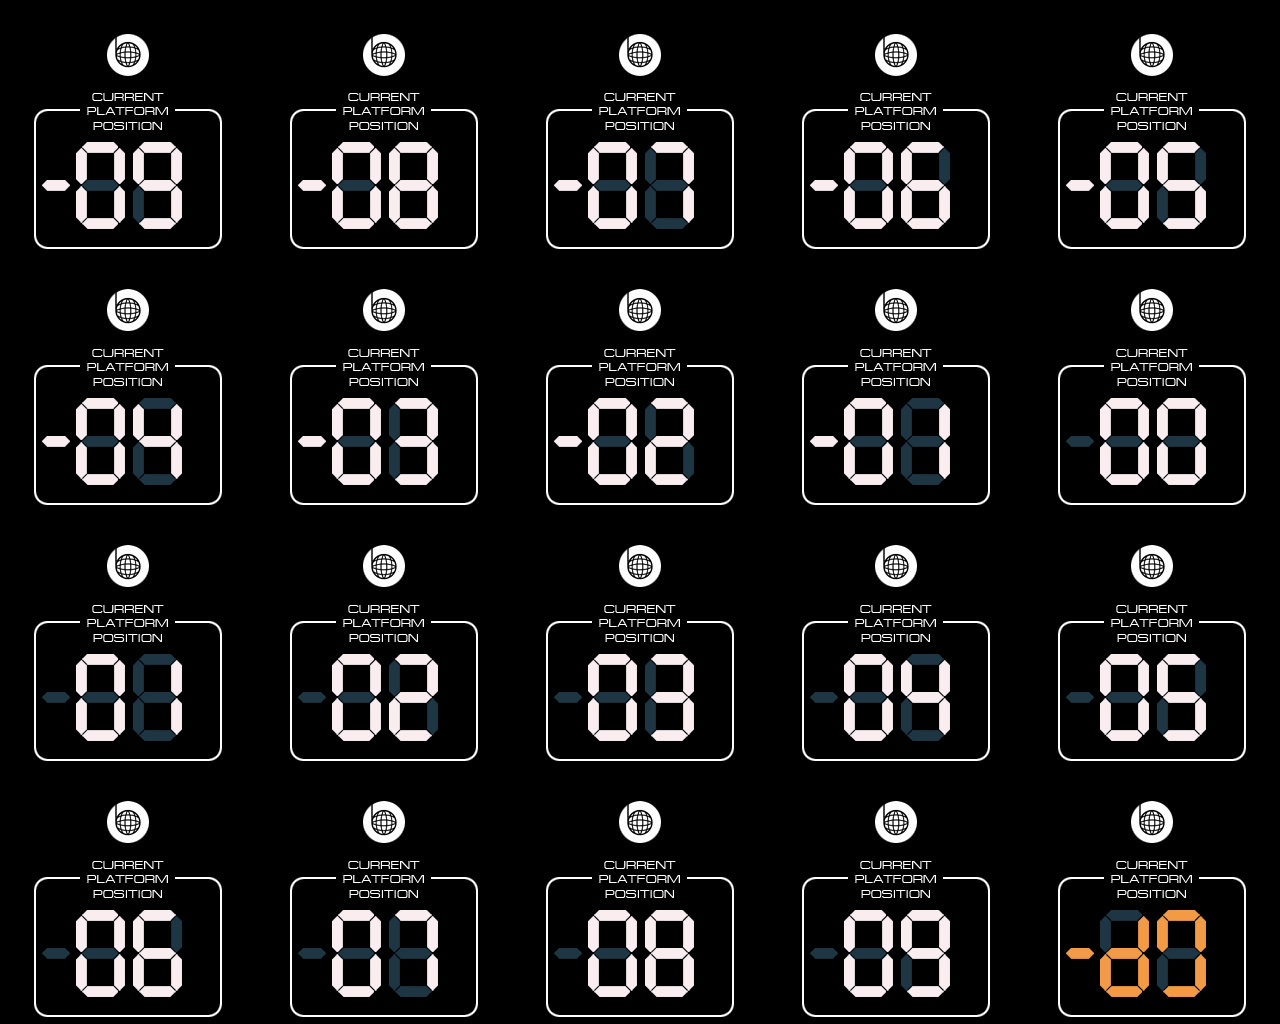 CURRENT
PLATFORM
POSITION
-09
CURRENT
PLATFORM
POSITION
-08
CURRENT
PLATFORM
POSITION
-07
CURRENT
PLATFORM
POSITION
-06
CURRENT
PLATFORM
POSITION
-05
CURRENT
PLATFORM
POSITION
-04
CURRENT
PLATFORM
POSITION
-03
CURRENT
PLATFORM
POSITION
-02
CURRENT
PLATFORM
POSITION
-01
CURRENT
PLATFORM
POSITION
00
CURRENT
PLATFORM
POSITION
01
CURRENT
PLATFORM
POSITION
02
CURRENT
PLATFORM
POSITION
03
CURRENT
PLATFORM
POSITION
04
CURRENT
PLATFORM
POSITION
05
CURRENT
PLATFORM
POSITION
06
CURRENT
PLATFORM
POSITION
07
CURRENT
PLATFORM
POSITION
08
CURRENT
PLATFORM
POSITION
09
CURRENT
PLATFORM
POSITION